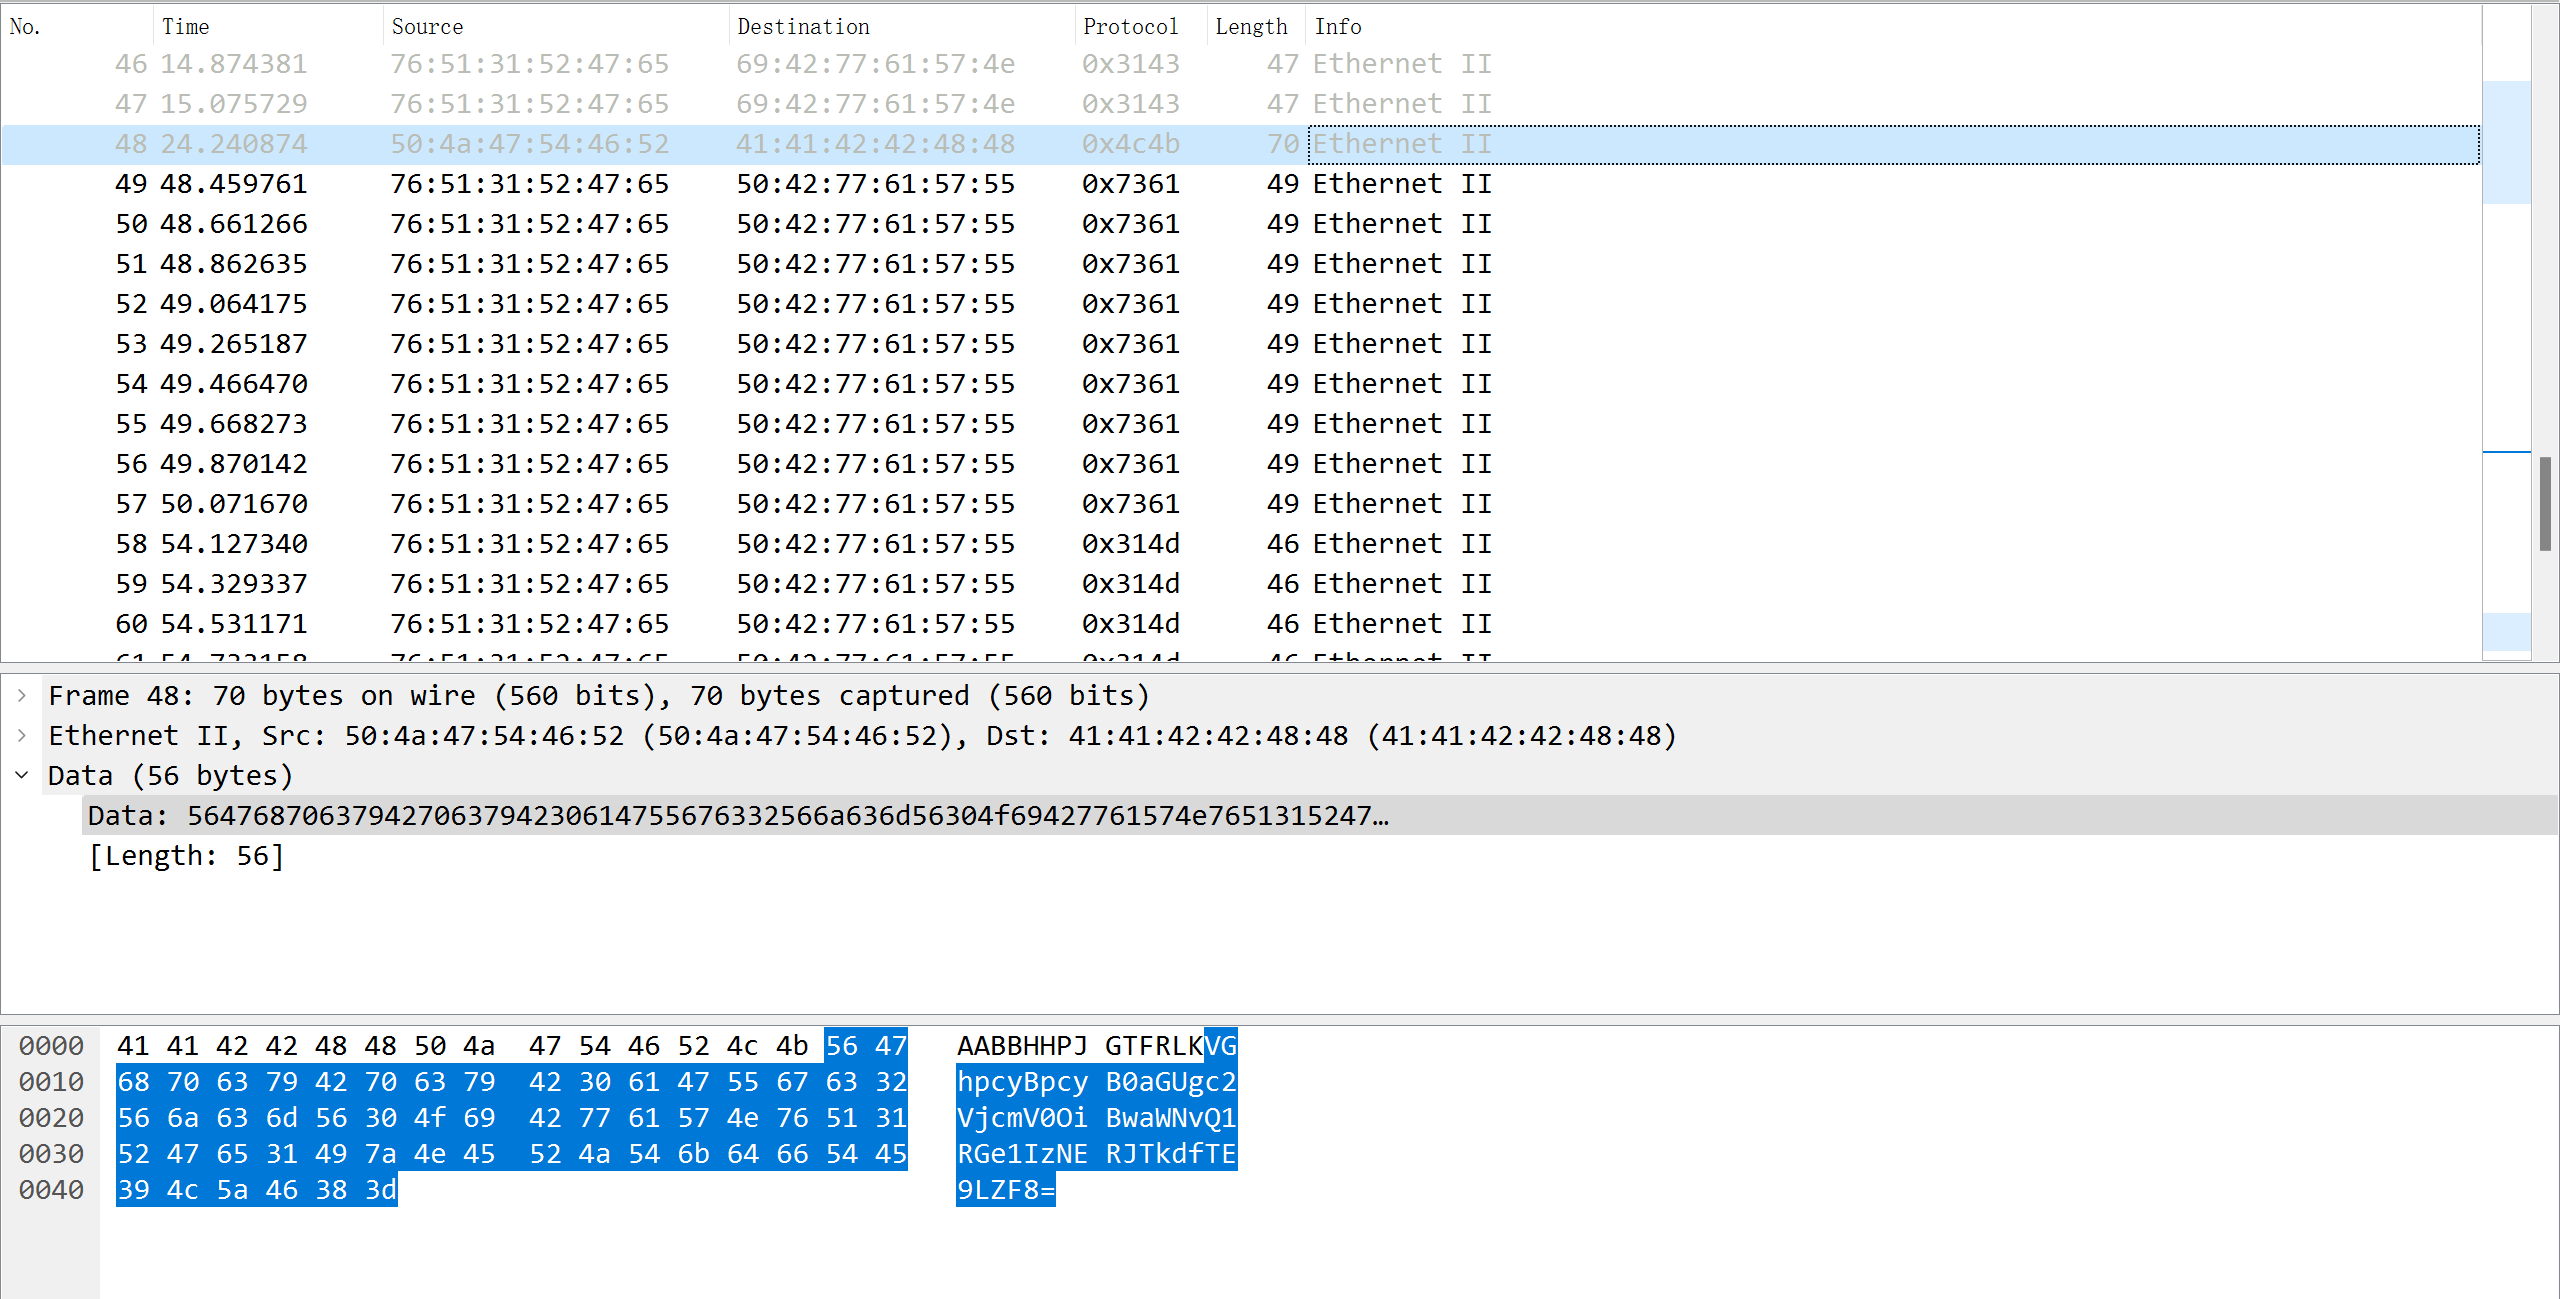 No. Time Source Destination Protocol Length Info
46 14.874381 76:51:31:52:47:65 69:42:77:61:57:4e 0x3143 47 Ethernet II
47 15.075729 76:51:31:52:47:65 69:42:77:61:57:4e 0x3143 47 Ethernet II
48 24.240874 50:4a:47:54:46:52 41:41:42:42:48:48 0x4c4b 70 Ethernet II
49 48.459761 76:51:31:52:47:65 50:42:77:61:57:55 0x7361 49 Ethernet II
50 48.661266 76:51:31:52:47:65 50:42:77:61:57:55 0x7361 49 Ethernet II
51 48.862635 76:51:31:52:47:65 50:42:77:61:57:55 0x7361 49 Ethernet II
52 49.064175 76:51:31:52:47:65 50:42:77:61:57:55 0x7361 49 Ethernet II
53 49.265187 76:51:31:52:47:65 50:42:77:61:57:55 0x7361 49 Ethernet II
54 49.466470 76:51:31:52:47:65 50:42:77:61:57:55 0x7361 49 Ethernet II
55 49.668273 76:51:31:52:47:65 50:42:77:61:57:55 0x7361 49 Ethernet II
56 49.870142 76:51:31:52:47:65 50:42:77:61:57:55 0x7361 49 Ethernet II
57 50.071670 76:51:31:52:47:65 50:42:77:61:57:55 0x7361 49 Ethernet II
58 54.127340 76:51:31:52:47:65 50:42:77:61:57:55 0x314d 46 Ethernet II
59 54.329337 76:51:31:52:47:65 50:42:77:61:57:55 0x314d 46 Ethernet II
60 54.531171 76:51:31:52:47:65 50:42:77:61:57:55 0x314d 46 Ethernet II
61 54.733158 76:51:31:52:47:65 50:42:77:61:57:55 0x314d 46 Ethernet II
Frame 48: 70 bytes on wire (560 bits), 70 bytes captured (560 bits)
Ethernet II, Src: 50:4a:47:54:46:52 (50:4a:47:54:46:52), Dst: 41:41:42:42:48:48 (41:41:42:42:48:48)
Data (56 bytes)
Data: 564768706379427063794230614755676332566a636d56304f694277615​74e7651315247…
[Length: 56]
0000 41 41 42 42 48 48 50 4a 47 54 46 52 4c 4b 56 47 AABBHHPJ GTFRLKVG
0010 68 70 63 79 42 70 63 79 42 30 61 47 55 67 63 32 hpcyBpcy B0aGUgc2
0020 56 6a 63 6d 56 30 4f 69 42 77 61 57 4e 76 51 31 VjcmV0Oi BwaWNvQ1
0030 52 47 65 31 49 7a 4e 45 52 4a 54 6b 64 66 54 45 RGe1IzNE RJTkdfTE
0040 39 4c 5a 46 38 3d 9LZF8=